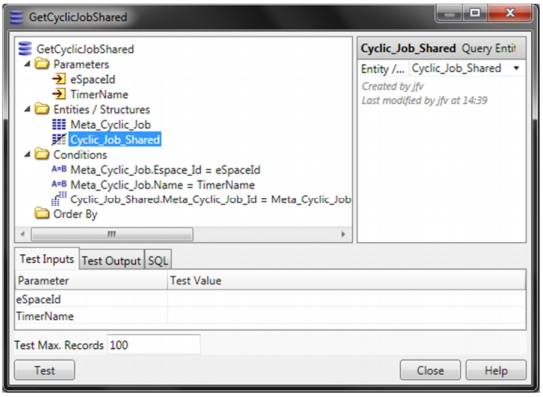 GetCyclicJobShared
GetCyclicJobShared
Parameters
eSpaceId
TimerName
Entities / Structures
Meta_Cyclic_Job
Cyclic_Job_Shared
Conditions
A=B Meta_Cyclic_Job.Espace_Id = eSpaceId
A=B Meta_Cyclic_Job.Name = TimerName
Cyclic_Job_Shared.Meta_Cyclic_Job_Id = Meta_Cyclic_Job
Order By
Cyclic_Job_Shared Query Entit
Entity /... Cyclic_Job_Shared
Created by jfv
Last modified by jfv at 14:39
Test Inputs Test Output SQL
Parameter Test Value
eSpaceId
TimerName
Test Max. Records 100
Test Close Help